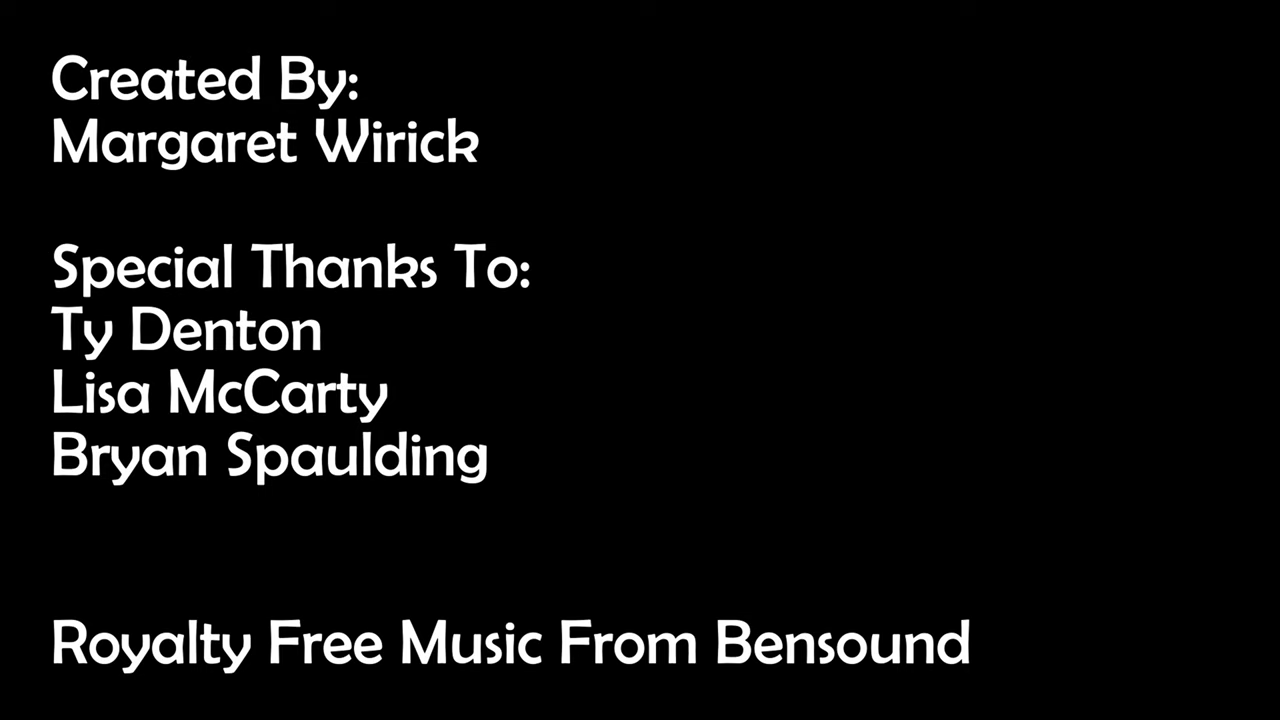 Created By:
Margaret Wirick
Special Thanks To:
Ty Denton
Lisa McCarty
Bryan Spaulding
Royalty Free Music From Bensound